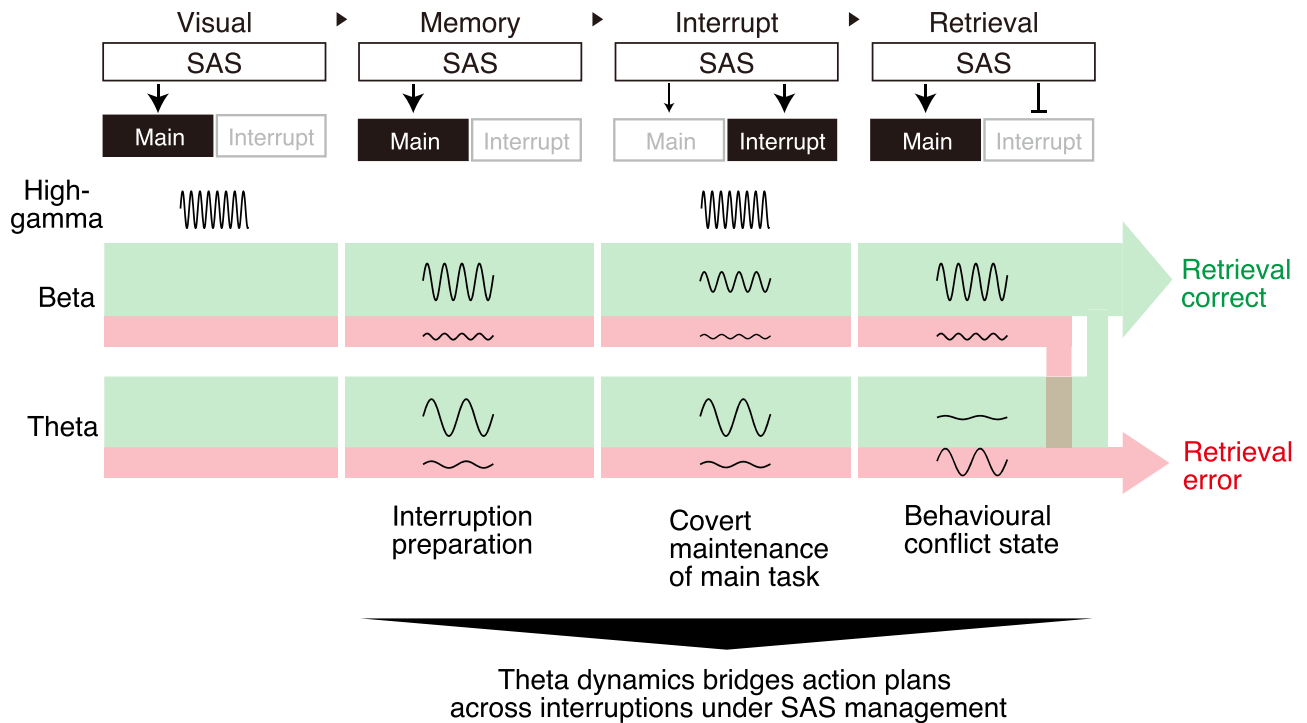 Visual
Memory
Interrupt
Retrieval
SAS
SAS
SAS
SAS
Main
Interrupt
Main
Interrupt
Main
Interrupt
Main
Interrupt
High-
gamma
Beta
Retrieval
correct
Theta
Retrieval
error
Interruption
preparation
Covert
maintenance
of main task
Behavioural
conflict state
Theta dynamics bridges action plans
across interruptions under SAS management